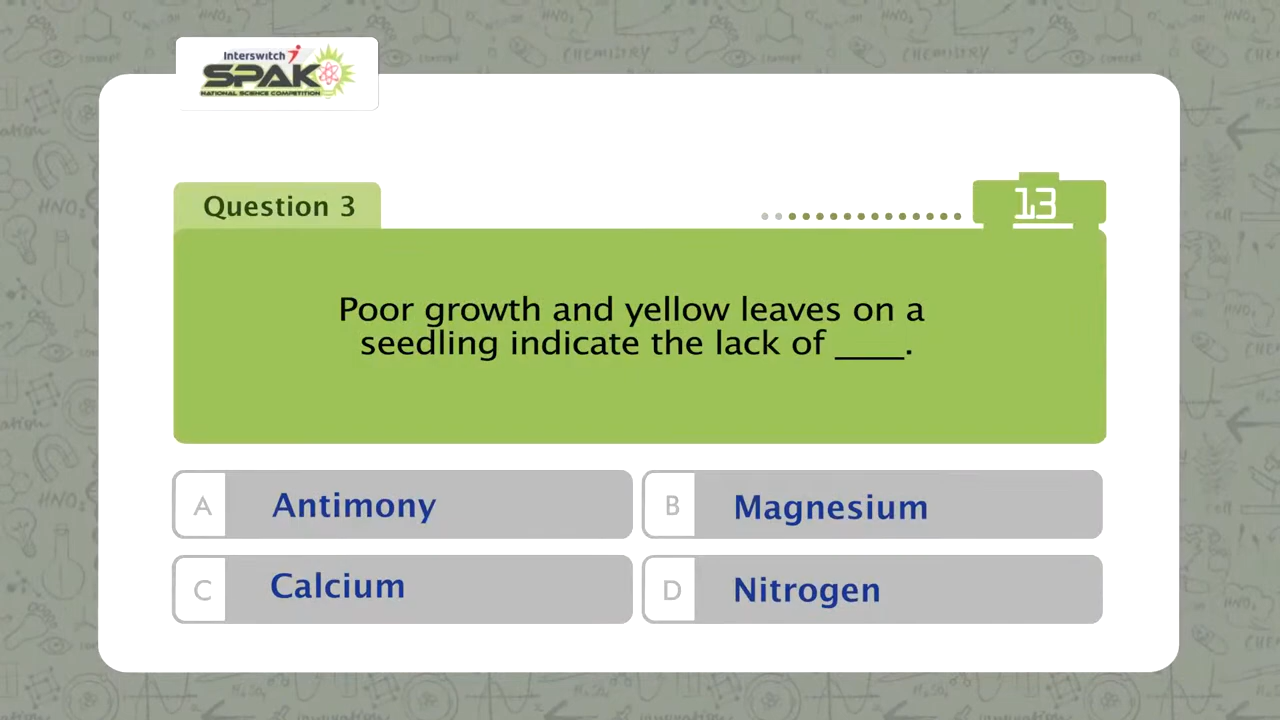 Interswitch
SPAK
NATIONAL SCIENCE COMPETITION
Question 3
13
Poor growth and yellow leaves on a
seedling indicate the lack of ____.
A Antimony
B Magnesium
C Calcium
D Nitrogen